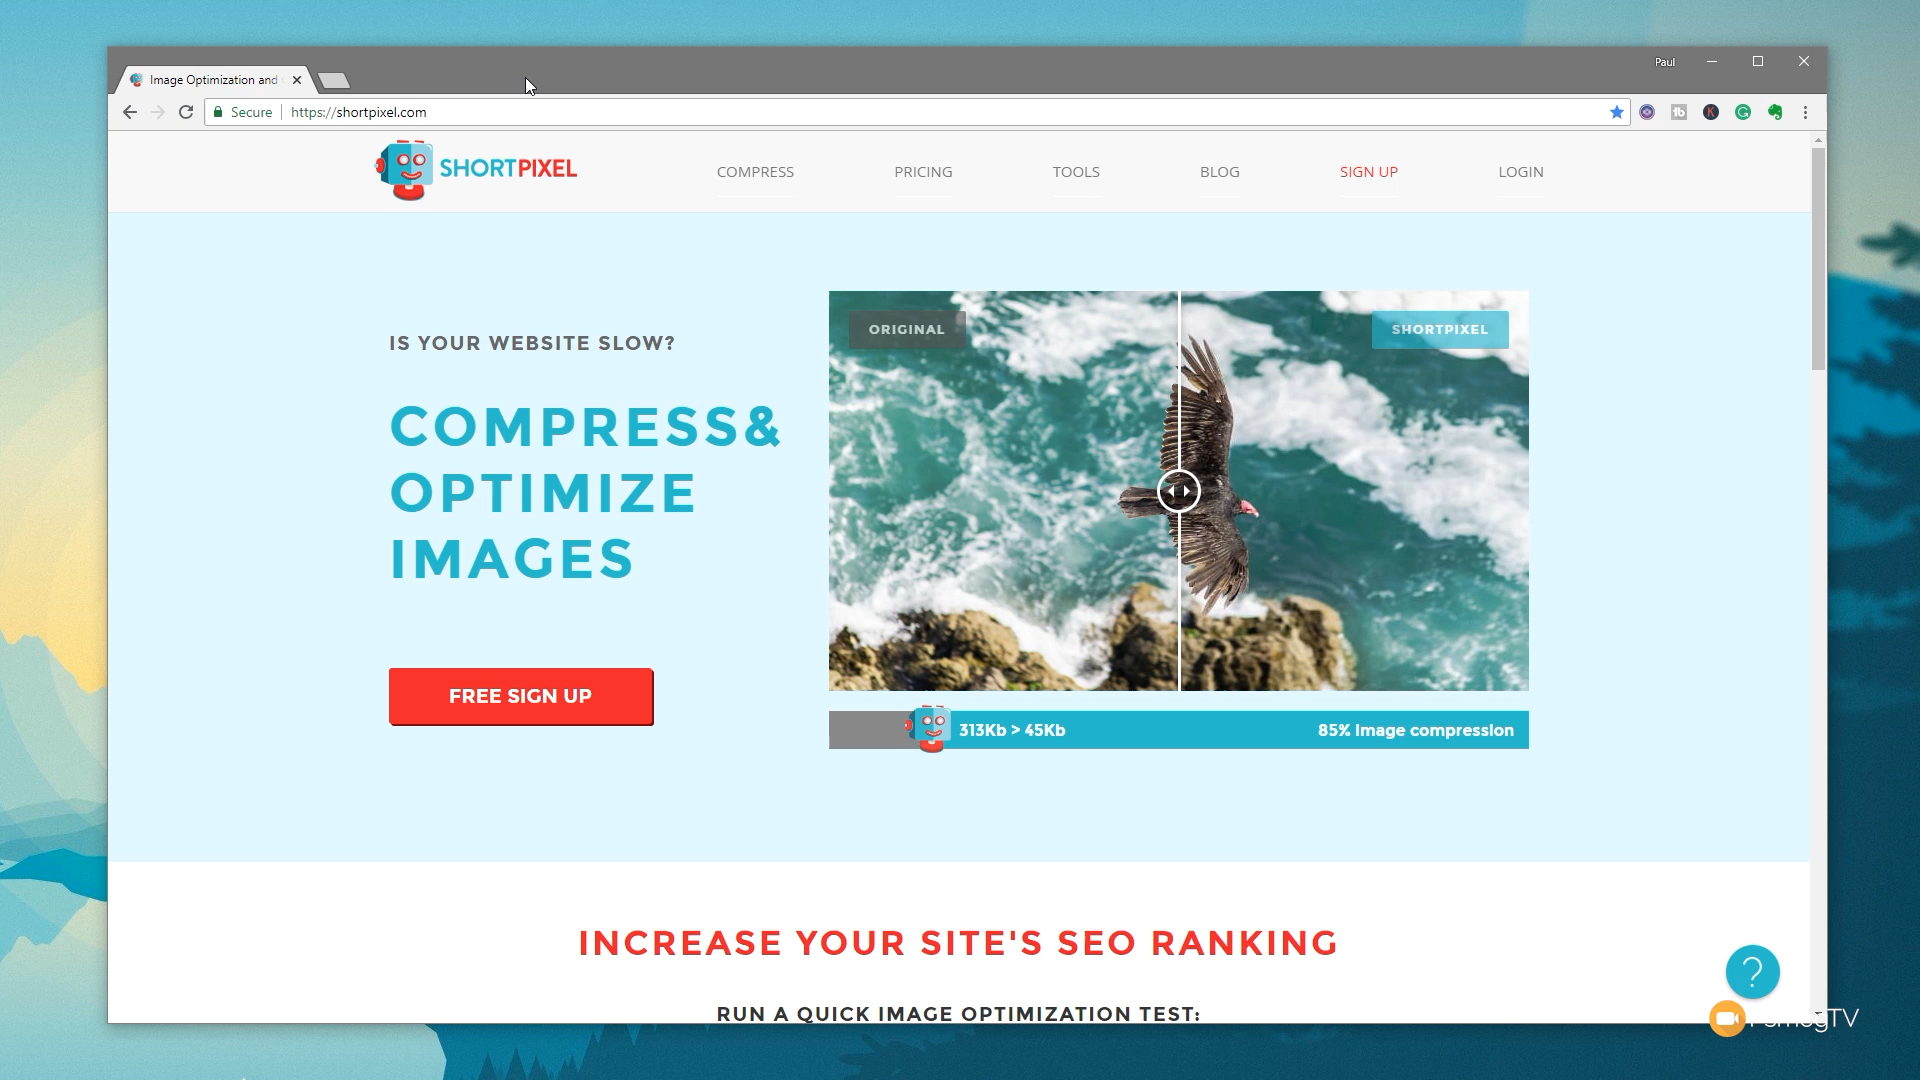 Paul
Image Optimization and
Secure
https://shortpixel.com
SHORTPIXEL
COMPRESS
PRICING
TOOLS
BLOG
SIGN UP
LOGIN
IS YOUR WEBSITE SLOW?
COMPRESS&
OPTIMIZE
IMAGES
FREE SIGN UP
ORIGINAL
SHORTPIXEL
313Kb > 45Kb
85% Image compression
INCREASE YOUR SITE'S SEO RANKING
RUN A QUICK IMAGE OPTIMIZATION TEST:
?